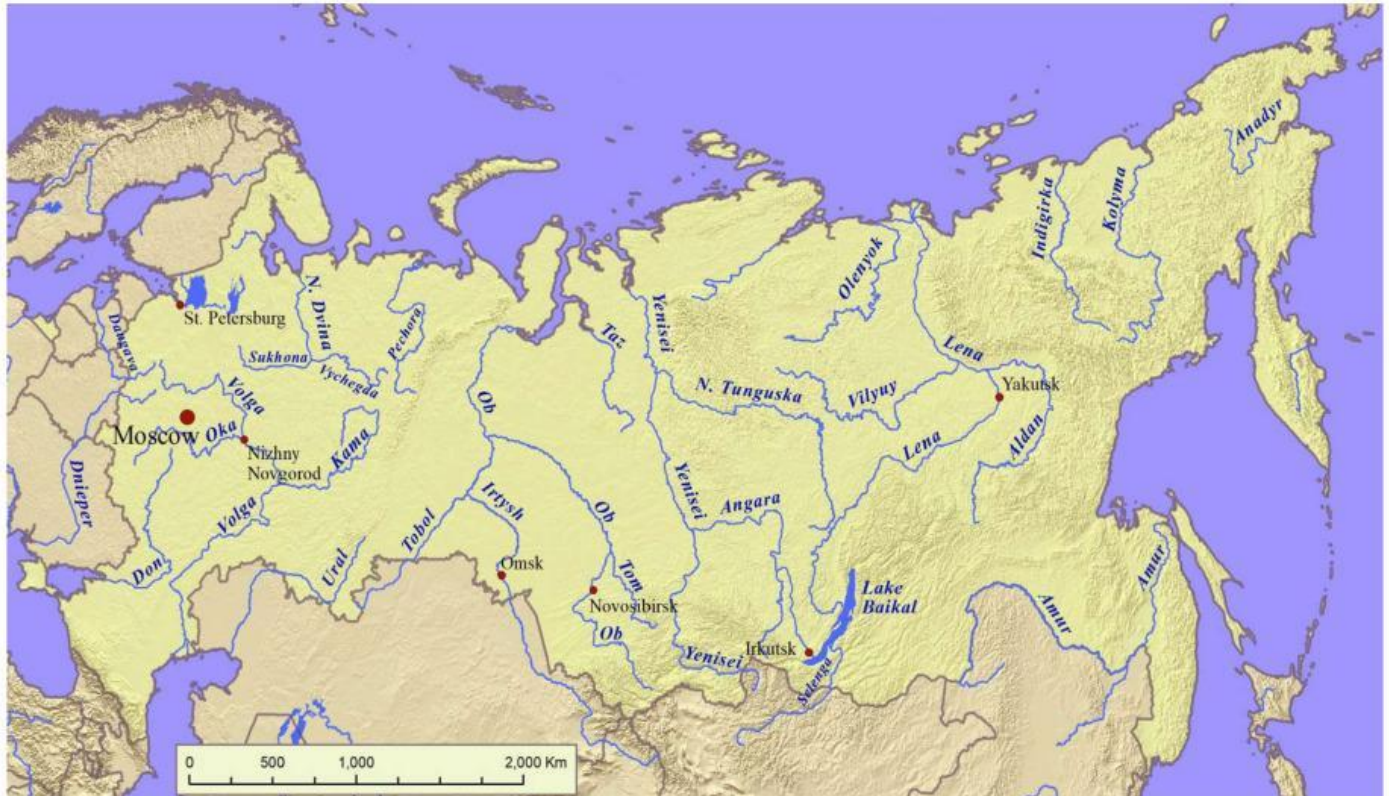 Anadyr
Kolyma
Indigirka
Olenyok
N. Dvina
Pechora
Yenisei
Taz
St. Petersburg
Dangava
Sukhona
Vychegda
Lena
Yakutsk
Volga
Ob
N. Tunguska
Vilyuy
Moscow
Oka
Nizhny
Novgorod
Kama
Lena
Aldan
Dnieper
Volga
Tobol
Irtysh
Ob
Yenisei
Angara
Don
Ural
Omsk
Tom
Novosibirsk
Ob
Lake
Baikal
Amur
Amur
Yenisei
Irkutsk
Selenga
0 500 1,000 2,000 Km